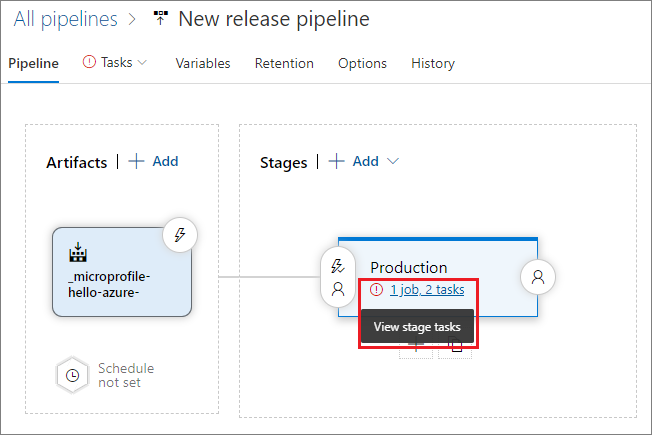 All pipelines > New release pipeline
Pipeline Tasks Variables Retention Options History
Artifacts | + Add
Stages | + Add
_microprofile-
hello-azure-
Production
1 job, 2 tasks
View stage tasks
Schedule
not set